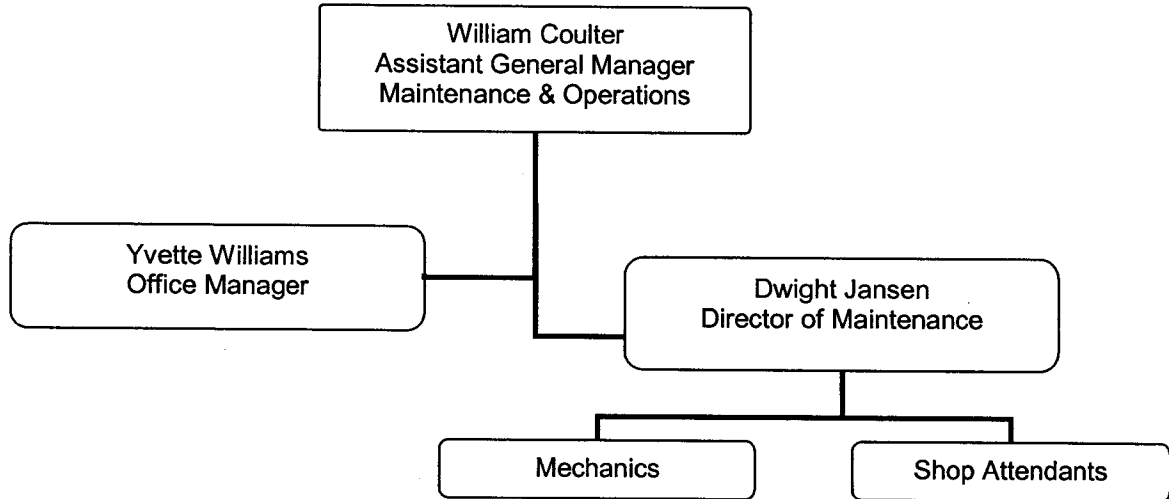 William Coulter
Assistant General Manager
Maintenance & Operations
Yvette Williams
Office Manager
Dwight Jansen
Director of Maintenance
Mechanics
Shop Attendants